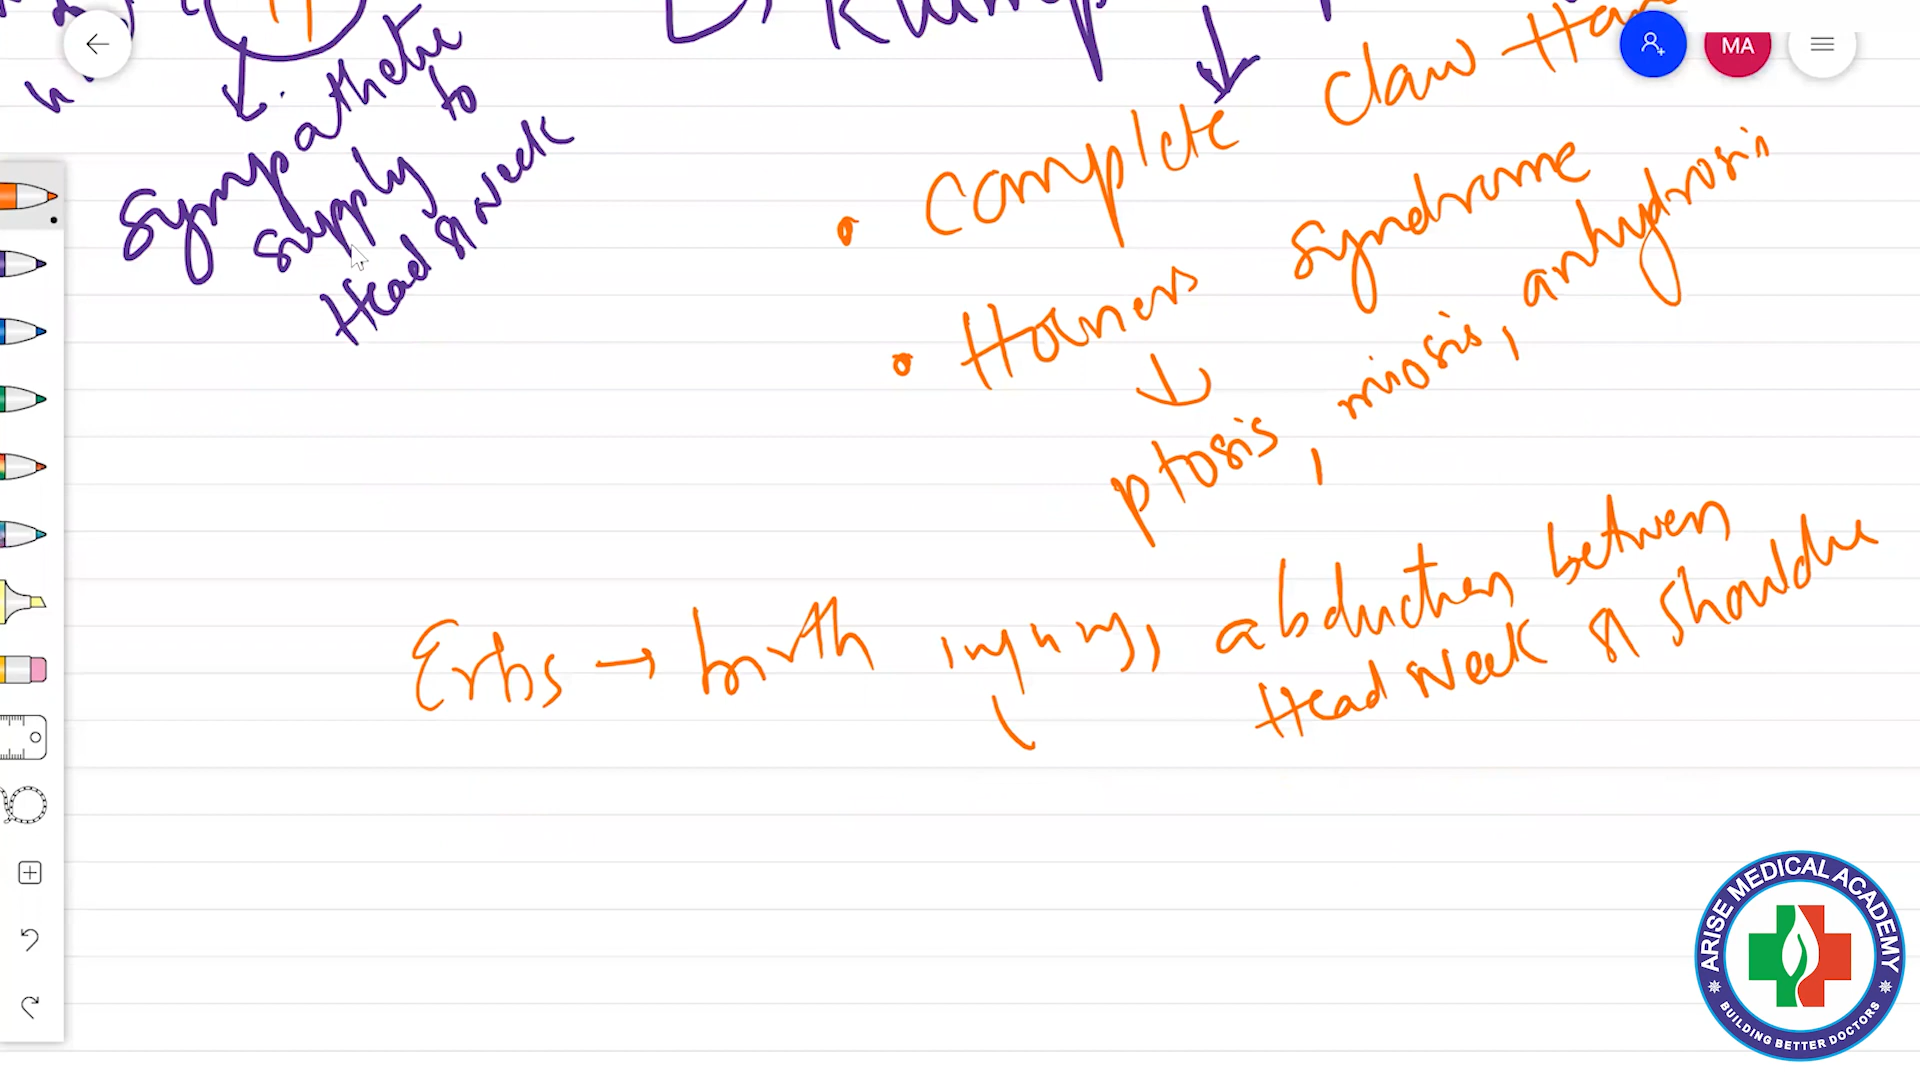 Klump
MA
Claw Han
Complete
Sympathetic
to
supply
Head & Neck
Horners syndrome
ptosis, miosis, anhydrosis
Erbs → birth injury, abduction between
Head Neck & shoulder
ARISE MEDICAL ACADEMY
BUILDING BETTER DOCTORS